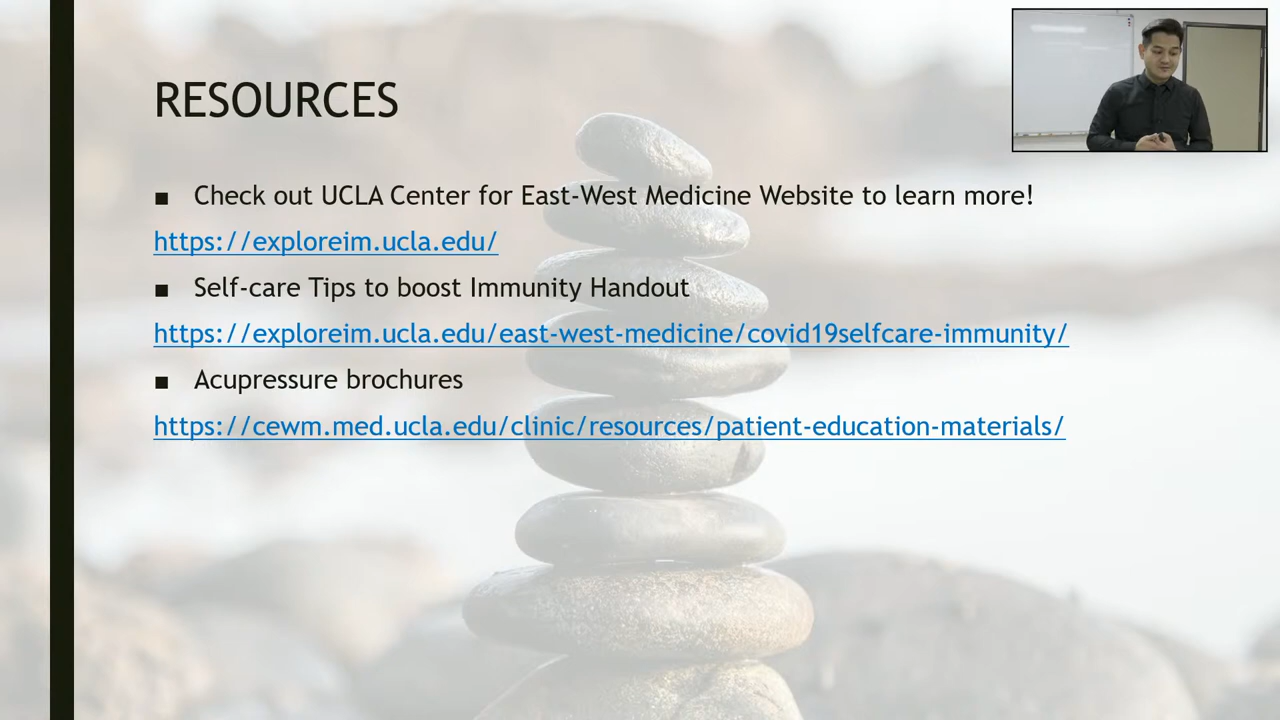 RESOURCES
▪ Check out UCLA Center for East-West Medicine Website to learn more!
https://exploreim.ucla.edu/
▪ Self-care Tips to boost Immunity Handout
https://exploreim.ucla.edu/east-west-medicine/covid19selfcare-immunity/
▪ Acupressure brochures
https://cewm.med.ucla.edu/clinic/resources/patient-education-materials/